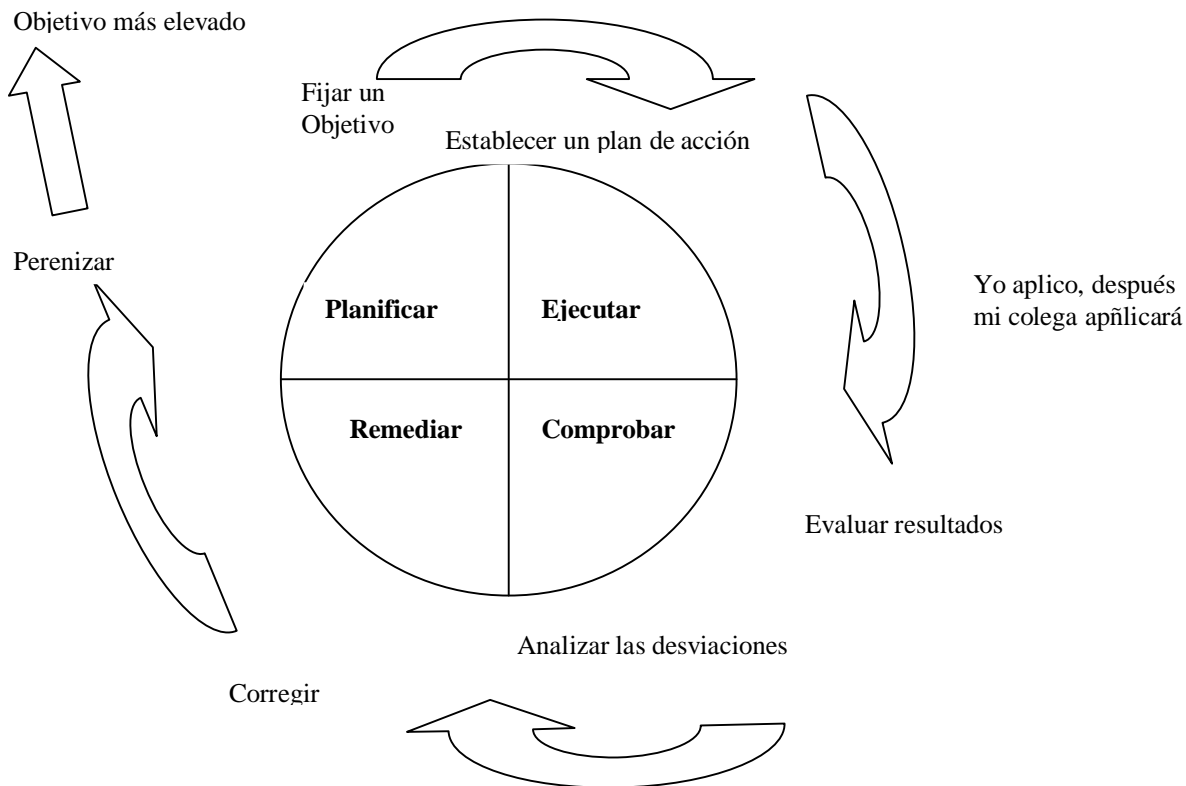 Objetivo más elevado
Fijar un
Objetivo
Establecer un plan de acción
Perenizar
Yo aplico, después
mi colega apñlicará
Planificar
Ejecutar
Remediar
Comprobar
Evaluar resultados
Analizar las desviaciones
Corregir